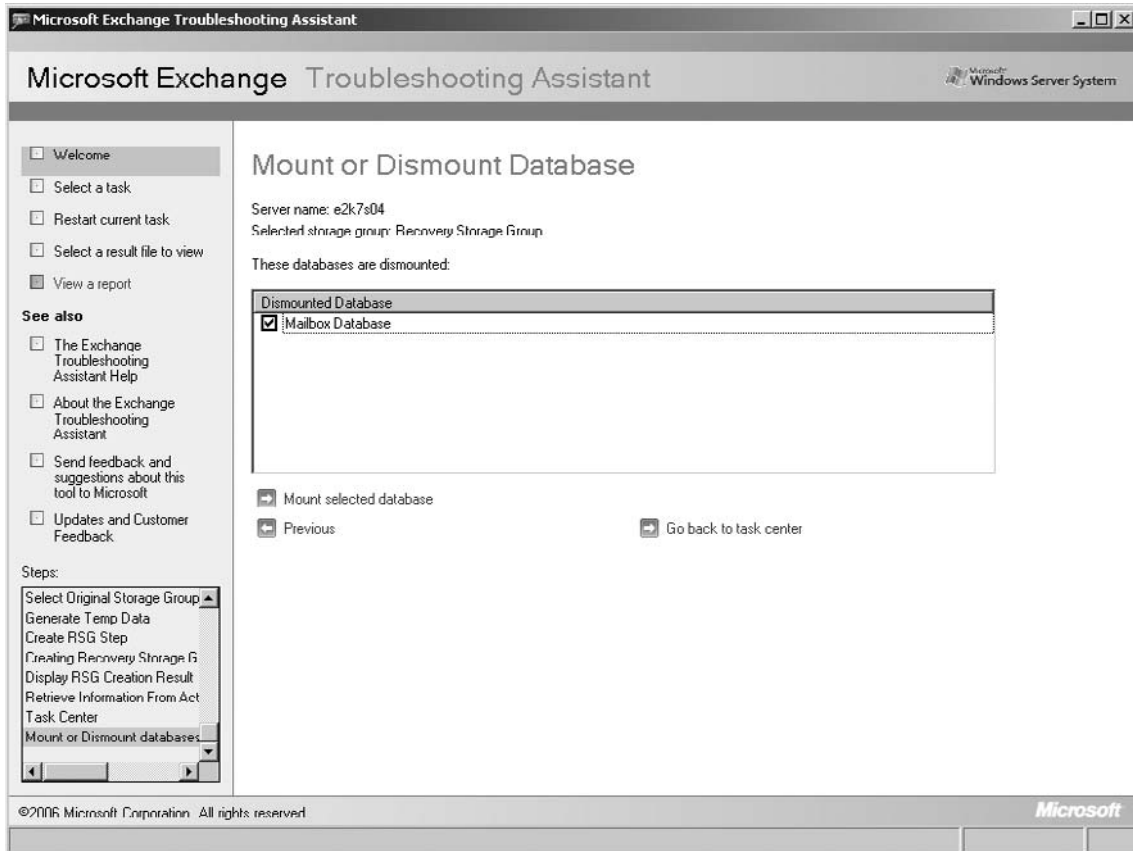 Microsoft Exchange Troubleshooting Assistant
Microsoft Exchange Troubleshooting Assistant
Microsoft
Windows Server System
Welcome
Select a task
Restart current task
Select a result file to view
View a report
See also
The Exchange
Troubleshooting
Assistant Help
About the Exchange
Troubleshooting
Assistant
Send feedback and
suggestions about this
tool to Microsoft
Updates and Customer
Feedback
Steps:
Select Original Storage Group
Generate Temp Data
Create RSG Step
Creating Recovery Storage G
Display RSG Creation Result
Retrieve Information From Act
Task Center
Mount or Dismount databases
Mount or Dismount Database
Server name: e2k7s04
Selected storage group: Recovery Storage Group
These databases are dismounted:
Dismounted Database
Mailbox Database
Mount selected database
Previous
Go back to task center
©2006 Microsoft Corporation. All rights reserved.
Microsoft